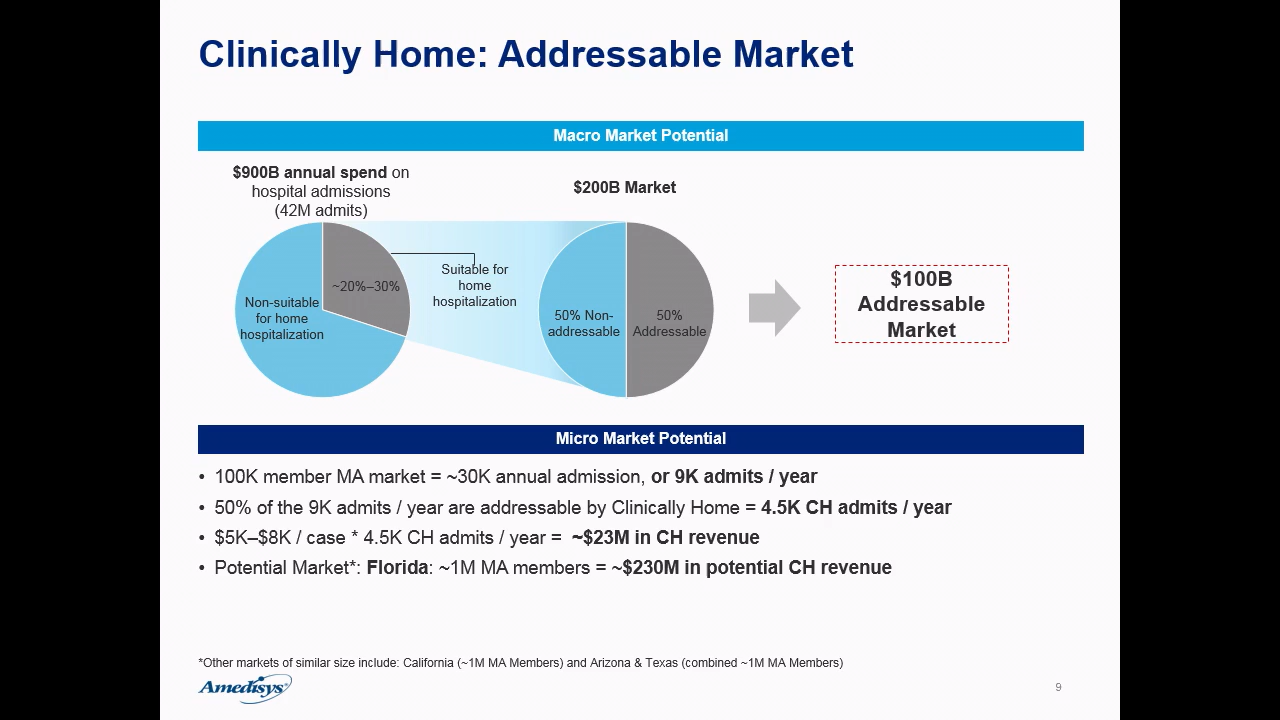 Clinically Home: Addressable Market
Macro Market Potential
$900B annual spend on
hospital admissions
(42M admits)
$200B Market
~20%–30%
Suitable for
home
hospitalization
Non-suitable
for home
hospitalization
50% Non-
addressable
50%
Addressable
$100B
Addressable
Market
Micro Market Potential
• 100K member MA market = ~30K annual admission, or 9K admits / year
• 50% of the 9K admits / year are addressable by Clinically Home = 4.5K CH admits / year
• $5K–$8K / case * 4.5K CH admits / year = ~$23M in CH revenue
• Potential Market*: Florida: ~1M MA members = ~$230M in potential CH revenue
*Other markets of similar size include: California (~1M MA Members) and Arizona & Texas (combined ~1M MA Members)
Amedisys
9